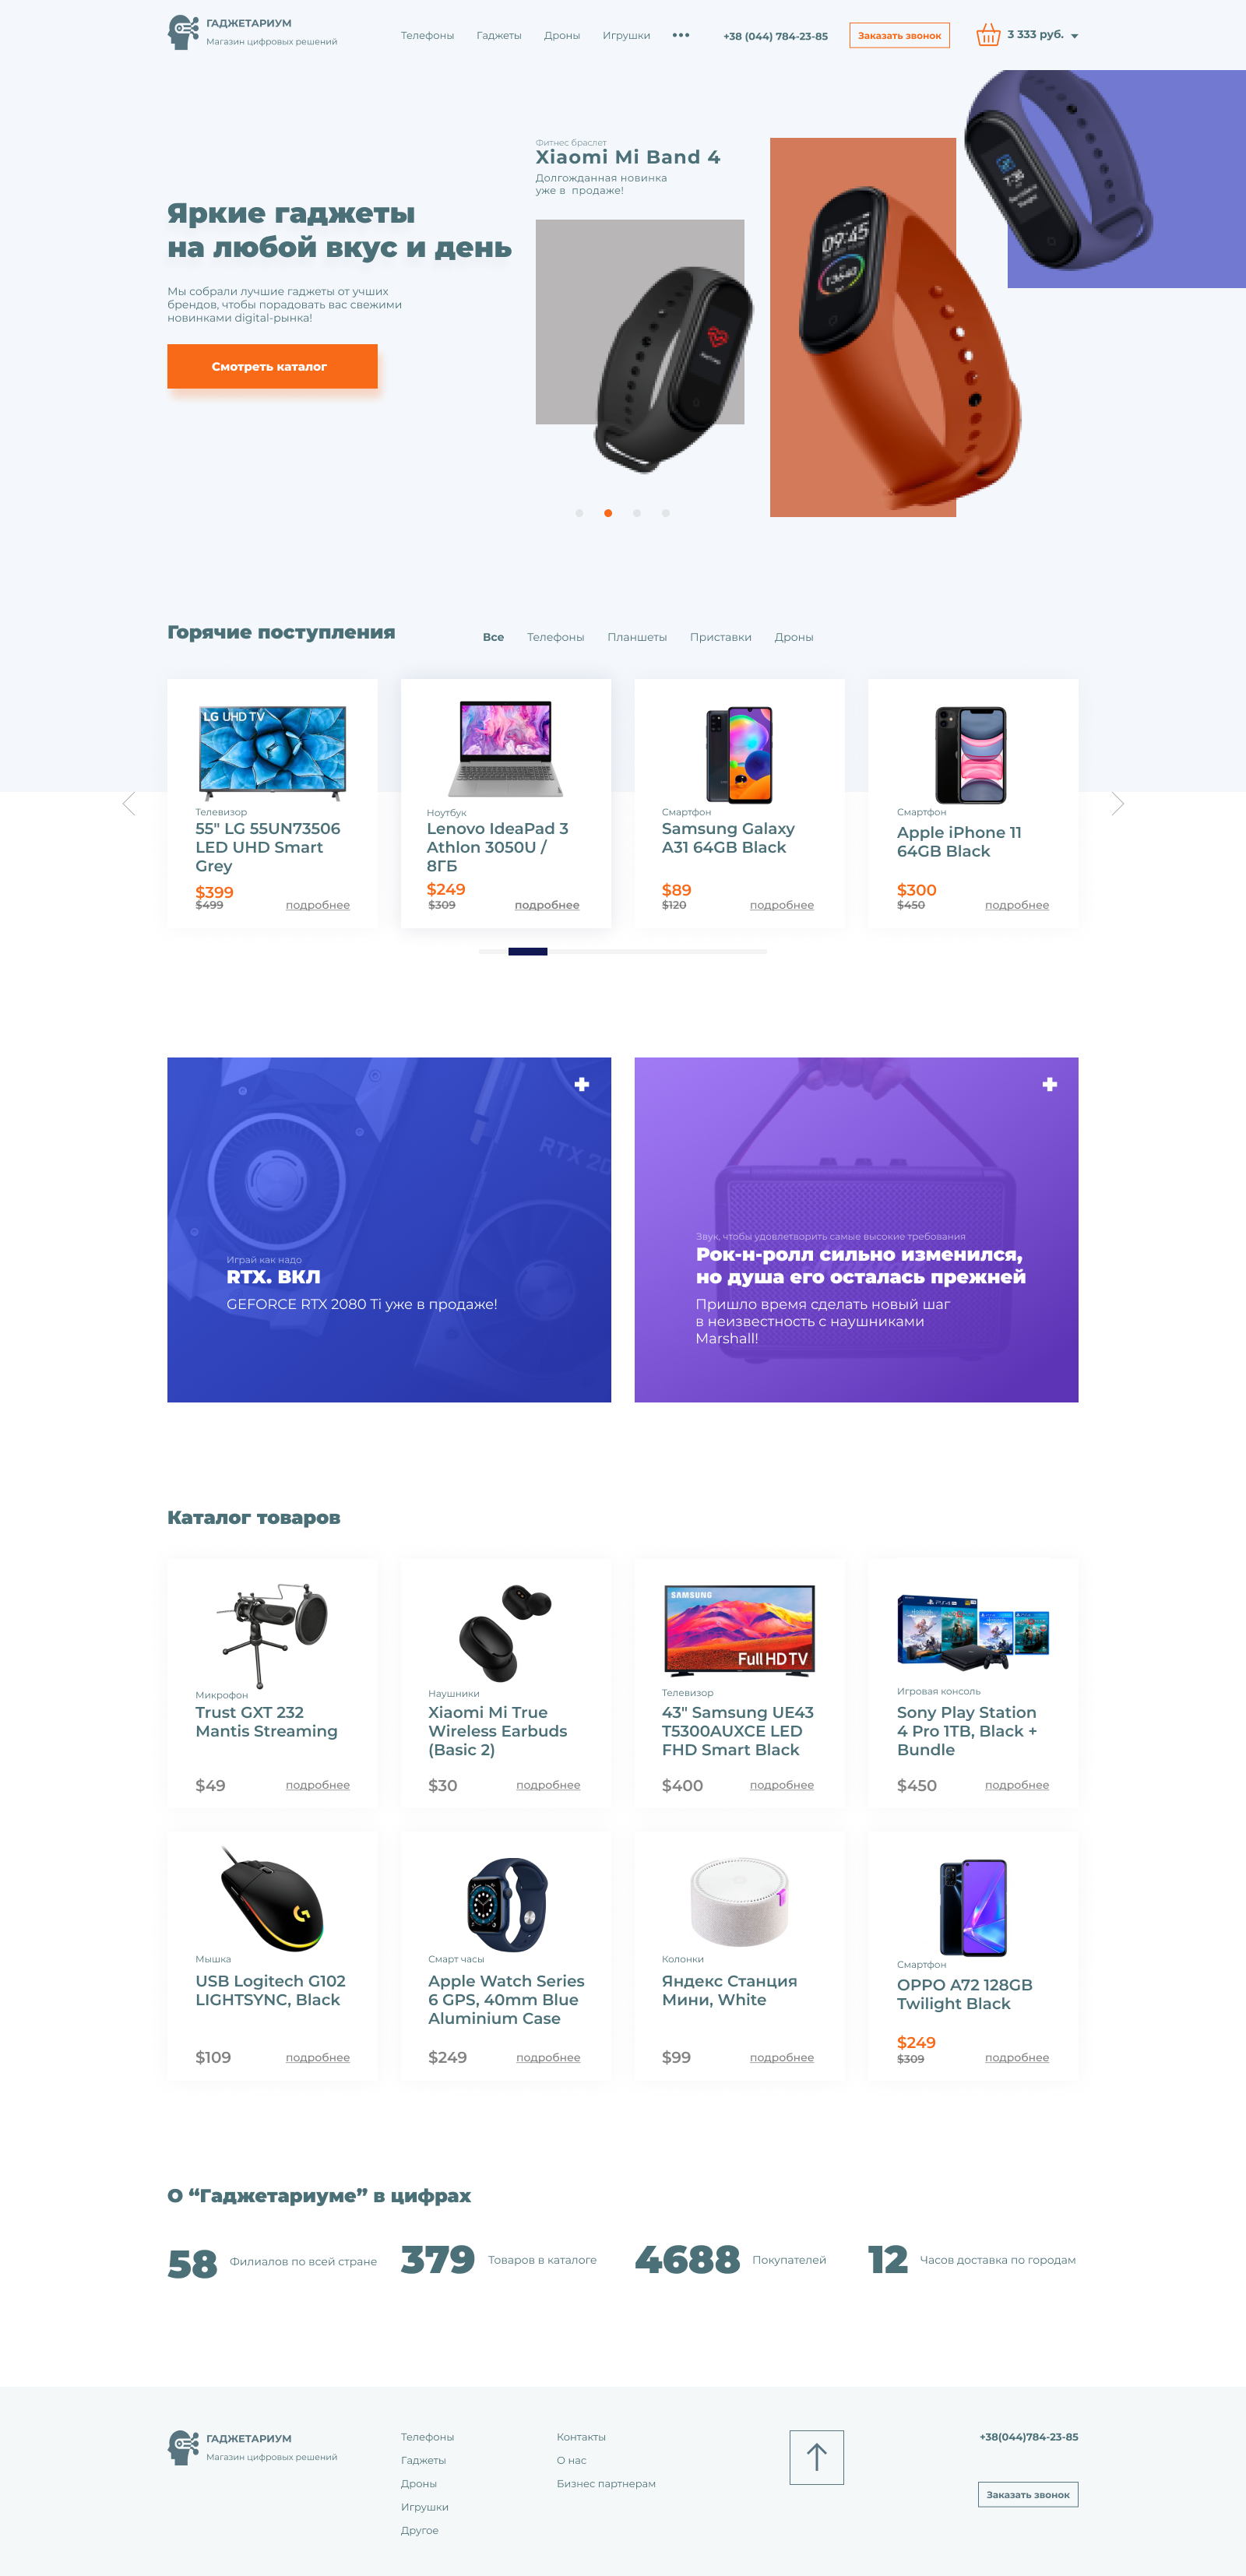 ГАДЖЕТАРИУМ
Магазин цифровых решений
Телефоны
Гаджеты
Дроны
Игрушки
•••
+38 (044) 784-23-85
Заказать звонок
3 333 руб.
Яркие гаджеты
на любой вкус и день
Мы собрали лучшие гаджеты от учших
брендов, чтобы порадовать вас свежими
новинками digital-рынка!
Смотреть каталог
Фитнес браслет
Xiaomi Mi Band 4
Долгожданная новинка
уже в продаже!
09:45
Горячие поступления
Все
Телефоны
Планшеты
Приставки
Дроны
LG UHD TV
Телевизор
55" LG 55UN73506
LED UHD Smart
Grey
$399
$499
подробнее
Ноутбук
Lenovo IdeaPad 3
Athlon 3050U /
8ГБ
$249
$309
подробнее
Смартфон
Samsung Galaxy
A31 64GB Black
$89
$120
подробнее
Смартфон
Apple iPhone 11
64GB Black
$300
$450
подробнее
RTX 20
Играй как надо
RTX. ВКЛ
GEFORCE RTX 2080 Ti уже в продаже!
Звук, чтобы удовлетворить самые высокие требования
Рок-н-ролл сильно изменился,
но душа его осталась прежней
Пришло время сделать новый шаг
в неизвестность с наушниками
Marshall!
Каталог товаров
Микрофон
Trust GXT 232
Mantis Streaming
$49
подробнее
Наушники
Xiaomi Mi True
Wireless Earbuds
(Basic 2)
$30
подробнее
SAMSUNG
Full HD TV
Телевизор
43" Samsung UE43
T5300AUXCE LED
FHD Smart Black
$400
подробнее
PS4
Игровая консоль
Sony Play Station
4 Pro 1TB, Black +
Bundle
$450
подробнее
Мышка
USB Logitech G102
LIGHTSYNC, Black
$109
подробнее
Смарт часы
Apple Watch Series
6 GPS, 40mm Blue
Aluminium Case
$249
подробнее
Колонки
Яндекс Станция
Мини, White
$99
подробнее
Смартфон
OPPO A72 128GB
Twilight Black
$249
$309
подробнее
О “Гаджетариуме” в цифрах
58 Филиалов по всей стране
379 Товаров в каталоге
4688 Покупателей
12 Часов доставка по городам
ГАДЖЕТАРИУМ
Магазин цифровых решений
Телефоны
Гаджеты
Дроны
Игрушки
Другое
Контакты
О нас
Бизнес партнерам
+38(044)784-23-85
Заказать звонок